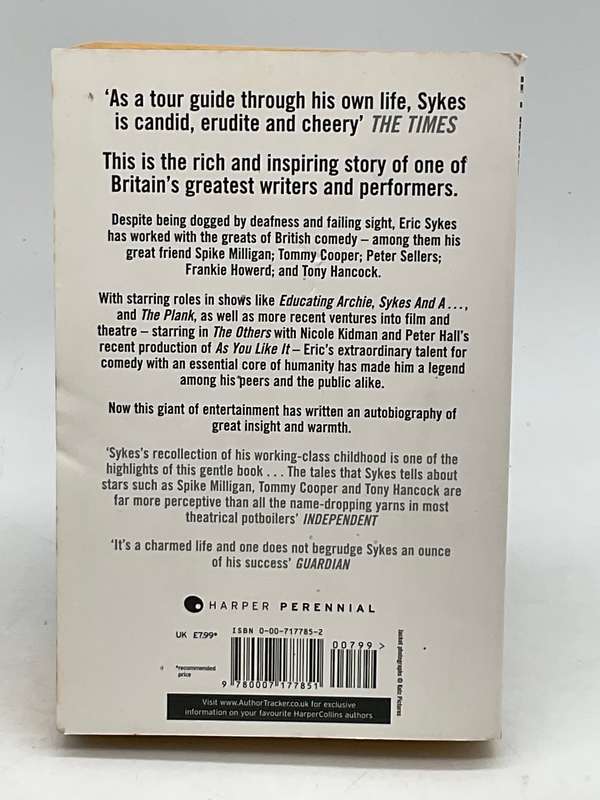 ‘As a tour guide through his own life, Sykes
is candid, erudite and cheery’ THE TIMES
This is the rich and inspiring story of one of
Britain’s greatest writers and performers.
Despite being dogged by deafness and failing sight, Eric Sykes
has worked with the greats of British comedy – among them his
great friend Spike Milligan; Tommy Cooper; Peter Sellers;
Frankie Howerd; and Tony Hancock.
With starring roles in shows like Educating Archie, Sykes And A . . . ,
and The Plank, as well as more recent ventures into film and
theatre – starring in The Others with Nicole Kidman and Peter Hall’s
recent production of As You Like It – Eric’s extraordinary talent for
comedy with an essential core of humanity has made him a legend
among his peers and the public alike.
Now this giant of entertainment has written an autobiography of
great insight and warmth.
‘Sykes’s recollection of his working-class childhood is one of the
highlights of this gentle book . . . The tales that Sykes tells about
stars such as Spike Milligan, Tommy Cooper and Tony Hancock are
far more perceptive than all the name-dropping yarns in most
theatrical potboilers’ INDEPENDENT
‘It’s a charmed life and one does not begrudge Sykes an ounce
of his success’ GUARDIAN
HARPER PERENNIAL
UK £7.99*
*recommended
price
ISBN 0-00-717785-2
00799 >
9 780007 177851
Jacket photographs © Katz Pictures
Visit www.AuthorTracker.co.uk for exclusive
information on your favourite HarperCollins authors